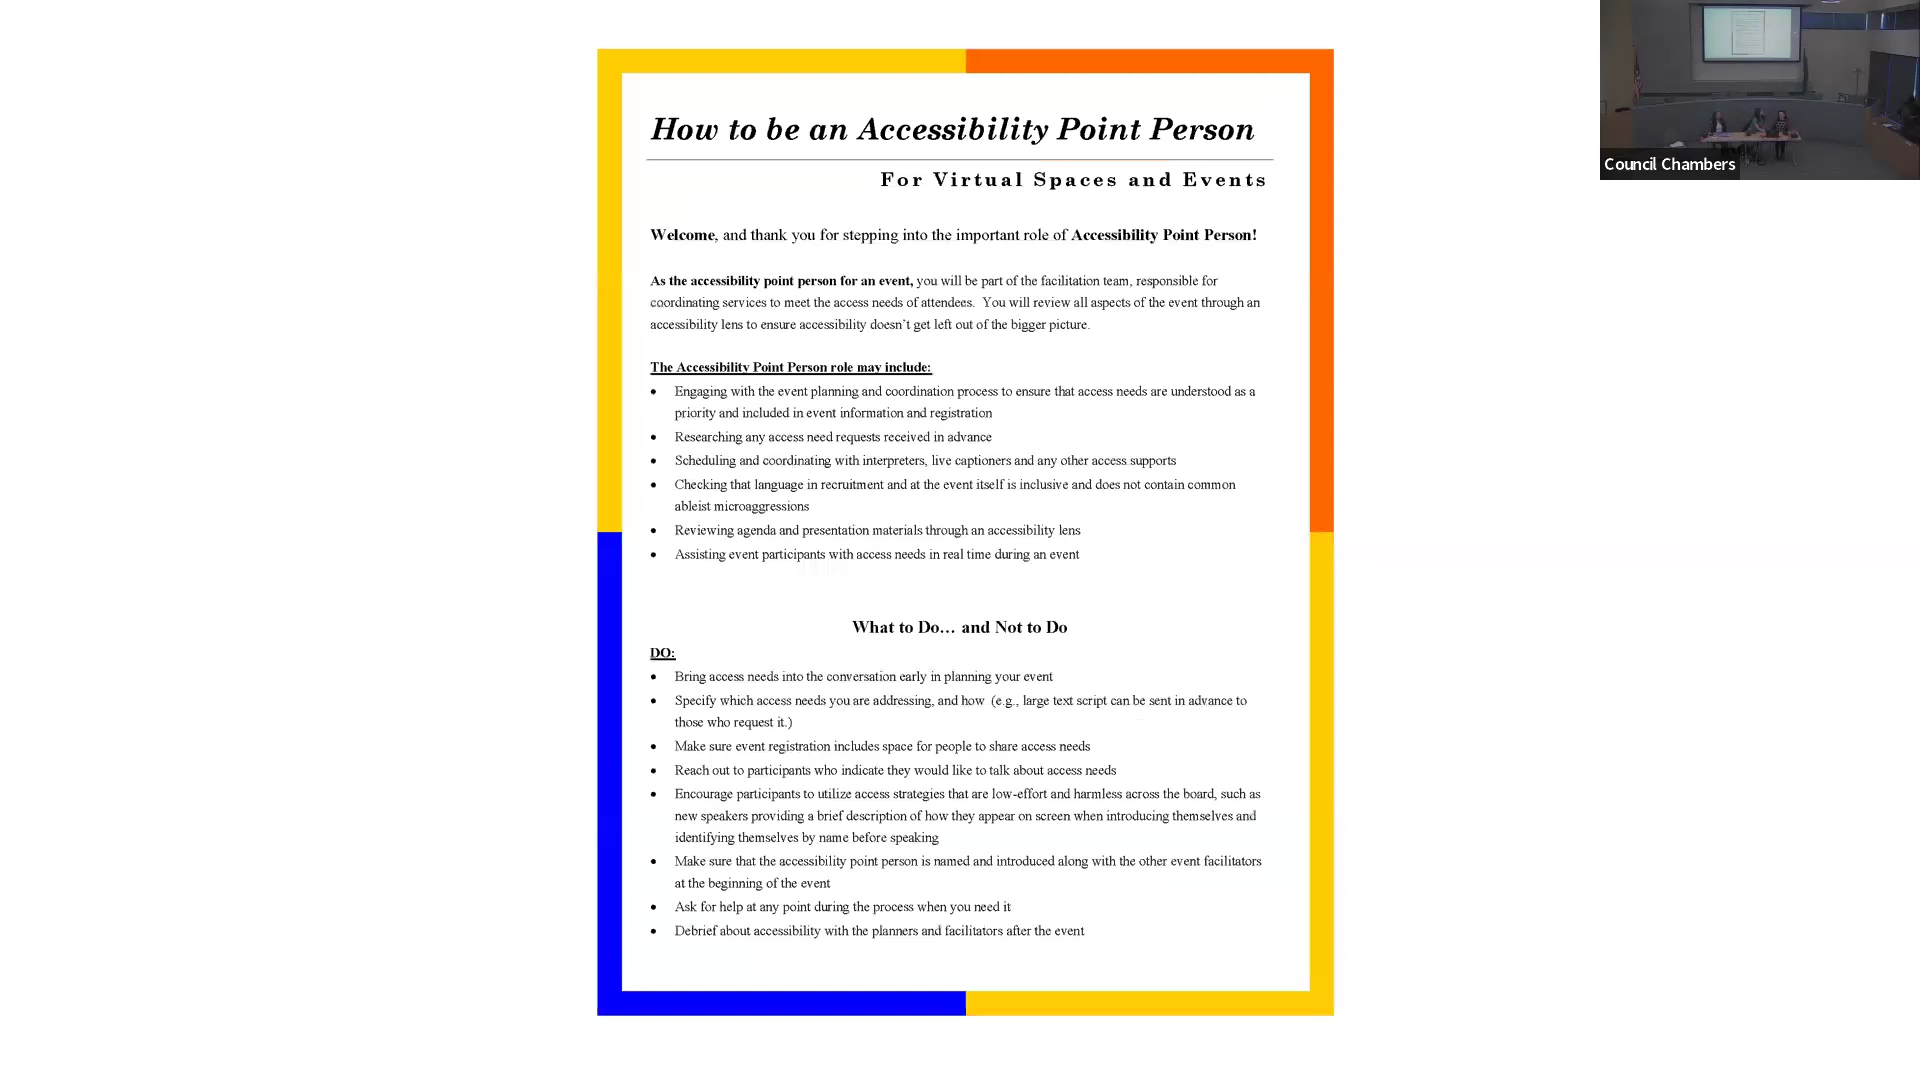 How to be an Accessibility Point Person
For Virtual Spaces and Events
Welcome, and thank you for stepping into the important role of Accessibility Point Person!
As the accessibility point person for an event, you will be part of the facilitation team, responsible for
coordinating services to meet the access needs of attendees. You will review all aspects of the event through an
accessibility lens to ensure accessibility doesn't get left out of the bigger picture.
The Accessibility Point Person role may include:
• Engaging with the event planning and coordination process to ensure that access needs are understood as a
priority and included in event information and registration
• Researching any access need requests received in advance
• Scheduling and coordinating with interpreters, live captioners and any other access supports
• Checking that language in recruitment and at the event itself is inclusive and does not contain common
ableist microaggressions
• Reviewing agenda and presentation materials through an accessibility lens
• Assisting event participants with access needs in real time during an event
What to Do… and Not to Do
DO:
• Bring access needs into the conversation early in planning your event
• Specify which access needs you are addressing, and how (e.g., large text script can be sent in advance to
those who request it.)
• Make sure event registration includes space for people to share access needs
• Reach out to participants who indicate they would like to talk about access needs
• Encourage participants to utilize access strategies that are low-effort and harmless across the board, such as
new speakers providing a brief description of how they appear on screen when introducing themselves and
identifying themselves by name before speaking
• Make sure that the accessibility point person is named and introduced along with the other event facilitators
at the beginning of the event
• Ask for help at any point during the process when you need it
• Debrief about accessibility with the planners and facilitators after the event
Council Chambers